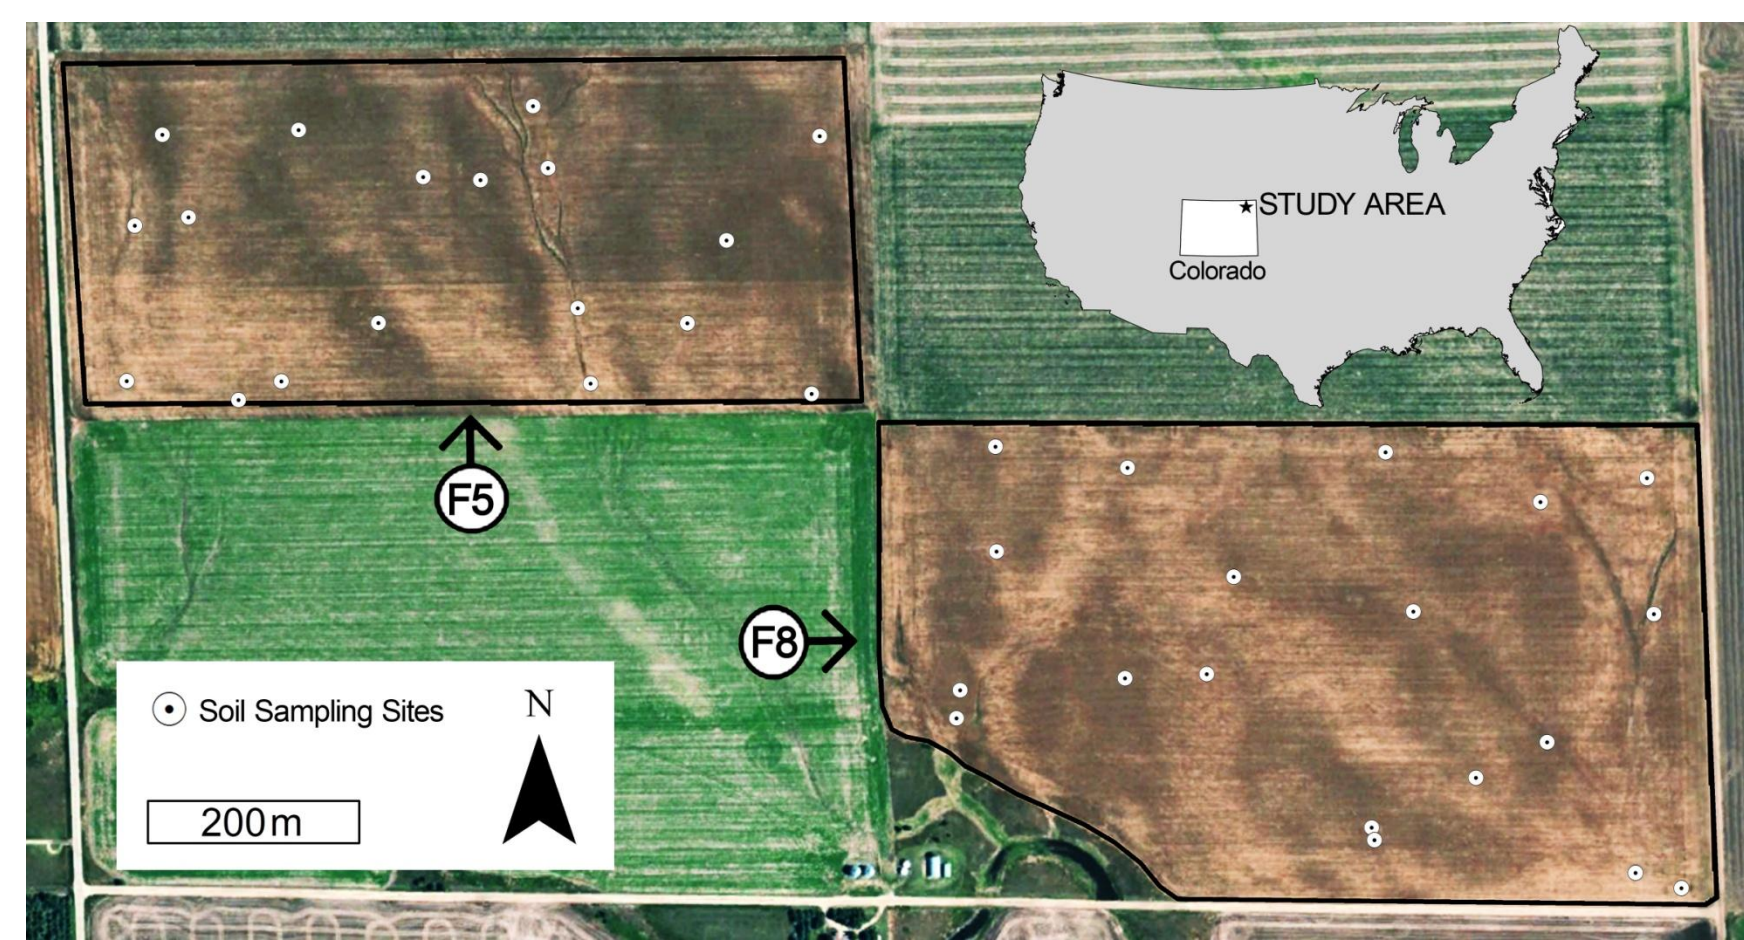 STUDY AREA
Colorado
F5
F8
Soil Sampling Sites
N
200m